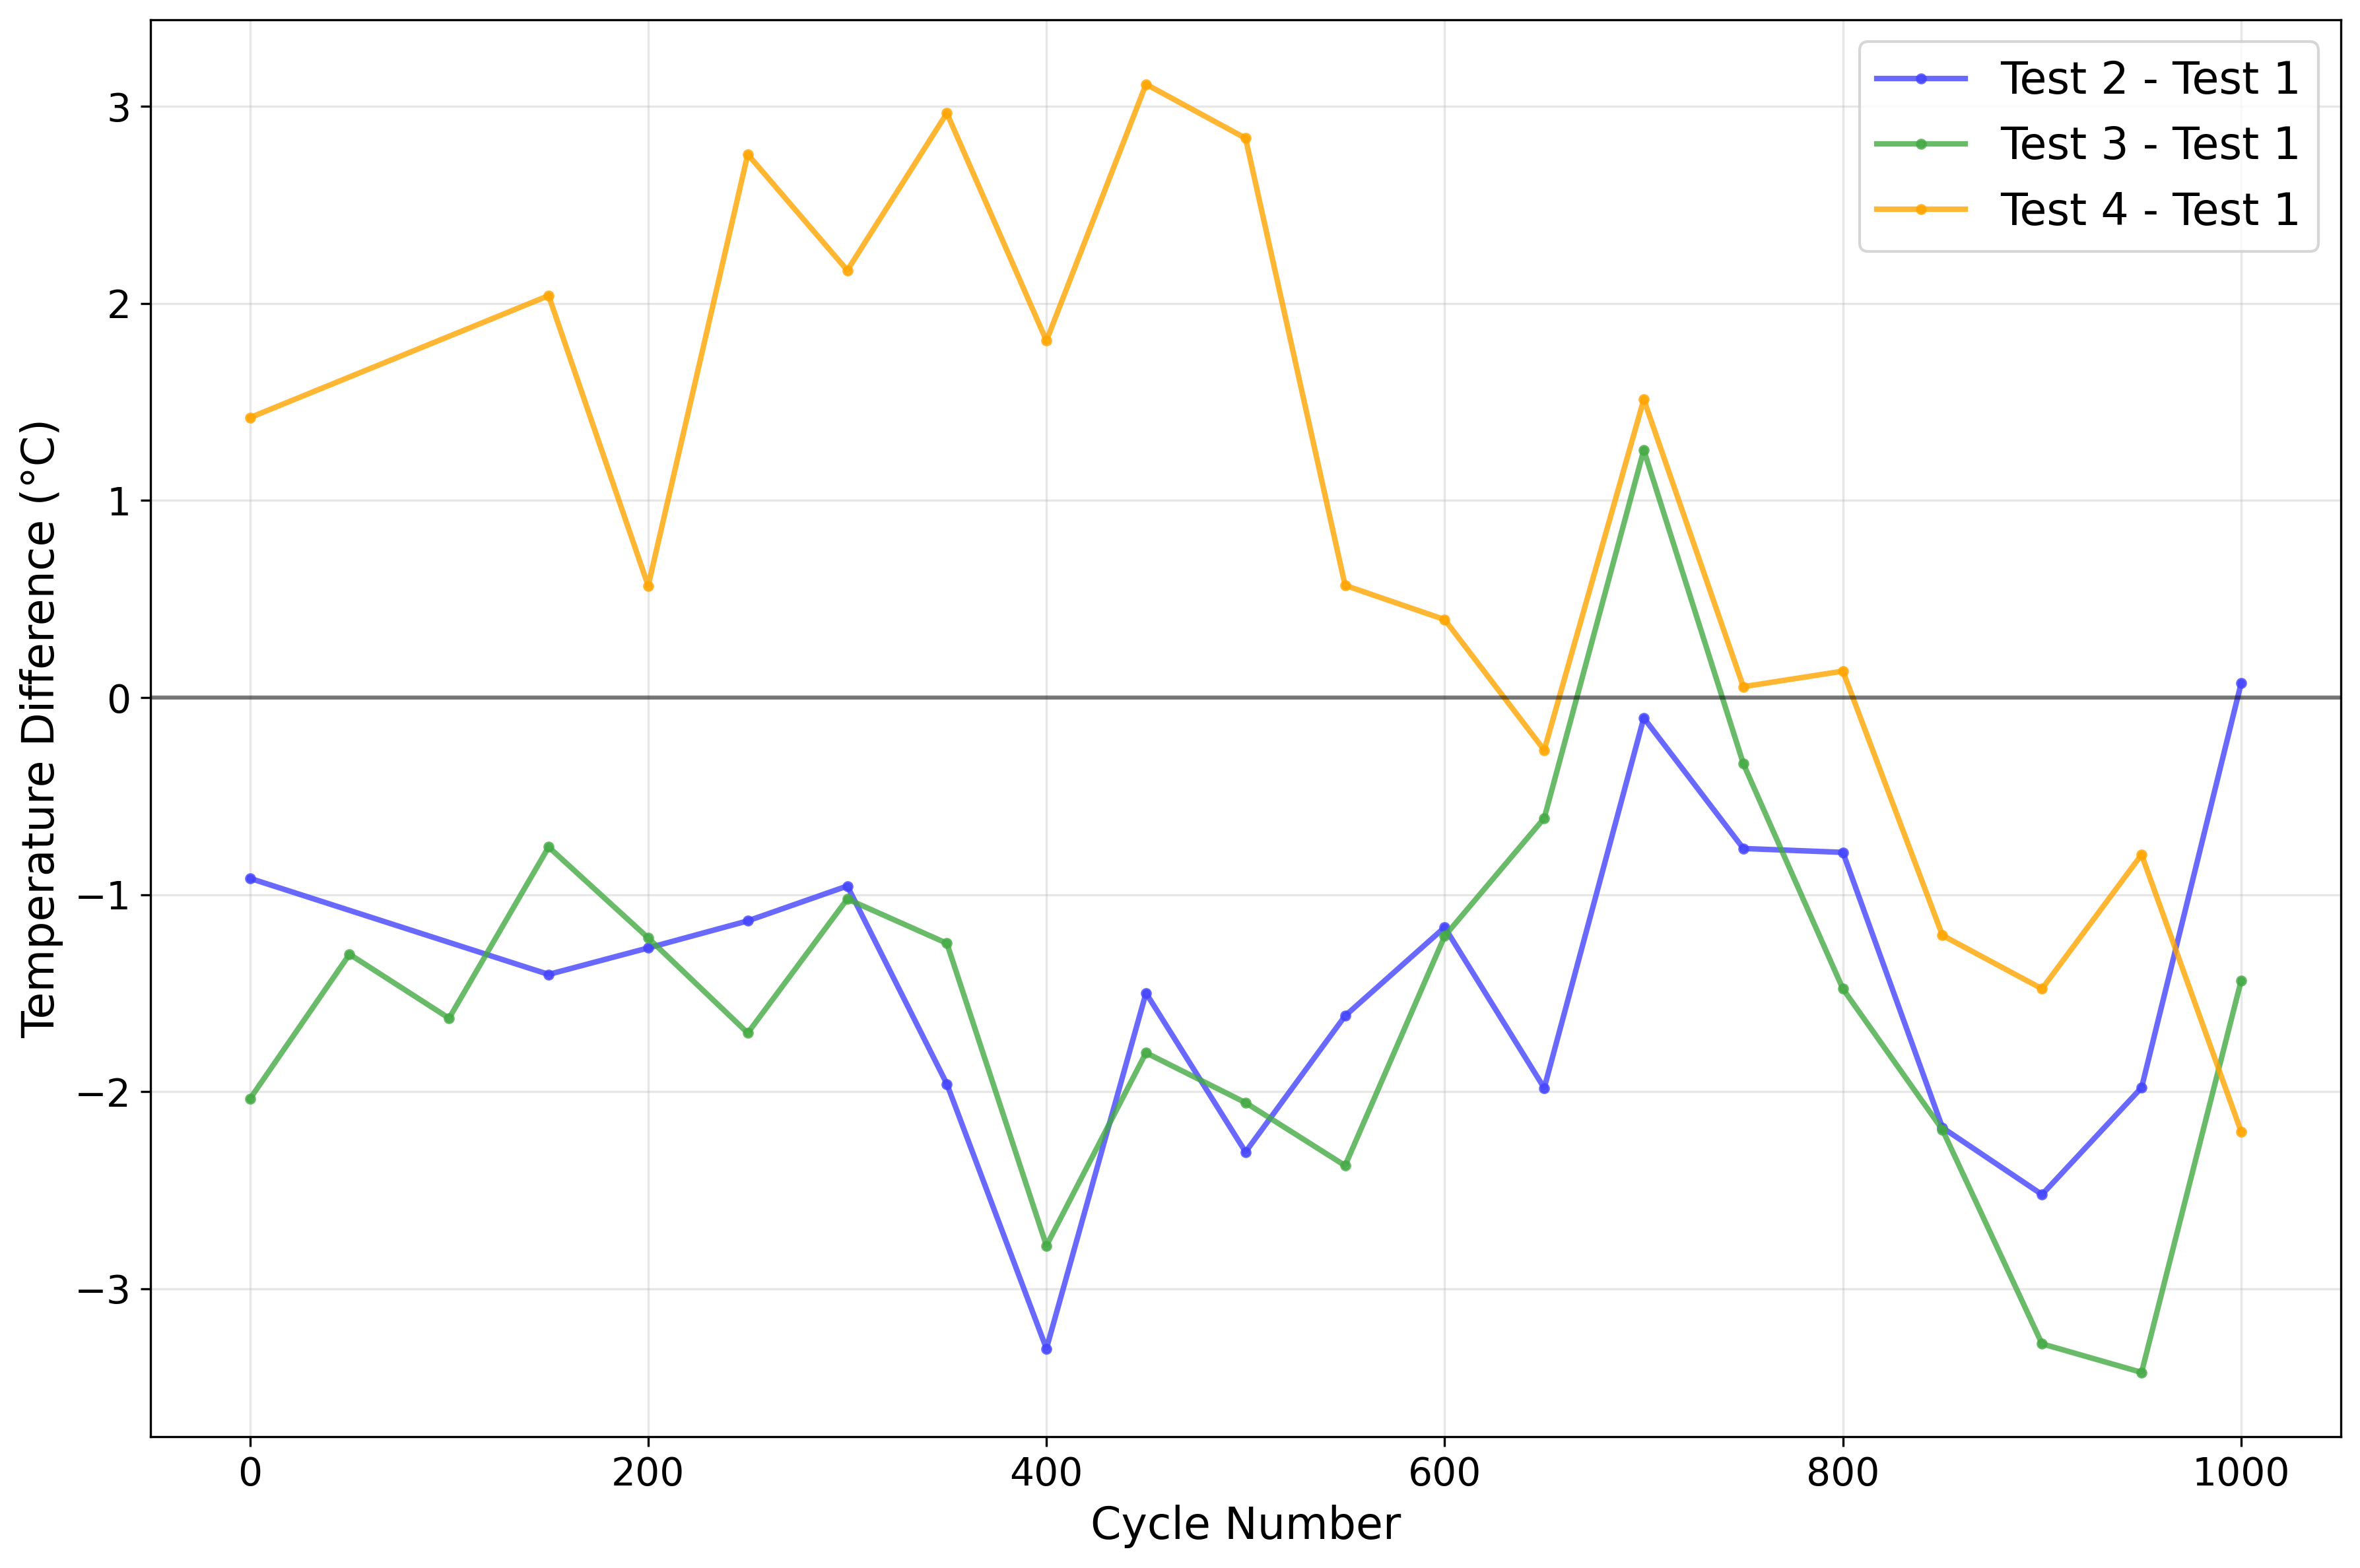 Test 2 - Test 1
Test 3 - Test 1
Test 4 - Test 1
3
2
1
0
−1
−2
−3
Temperature Difference (°C)
0 200 400 600 800 1000
Cycle Number